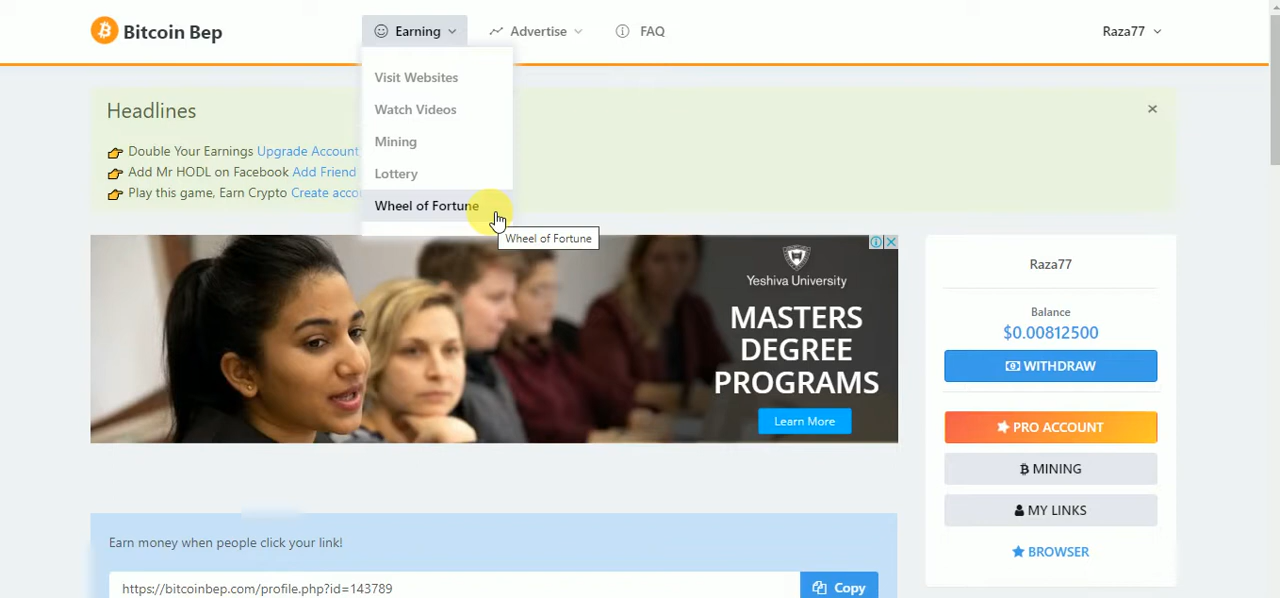 Bitcoin Bep
Earning
Advertise
FAQ
Raza77
Visit Websites
Watch Videos
Mining
Lottery
Wheel of Fortune
Wheel of Fortune
Headlines
Double Your Earnings Upgrade Account
Add Mr HODL on Facebook Add Friend
Play this game, Earn Crypto Create acco
Yeshiva University
MASTERS
DEGREE
PROGRAMS
Learn More
Raza77
Balance
$0.00812500
WITHDRAW
PRO ACCOUNT
MINING
MY LINKS
BROWSER
Earn money when people click your link!
https://bitcoinbep.com/profile.php?id=143789
Copy